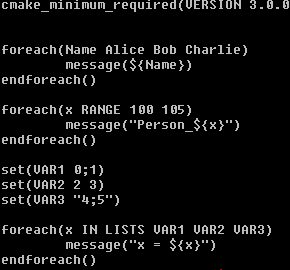 cmake_minimum_required(VERSION 3.0.0
foreach(Name Alice Bob Charlie)
message(${Name})
endforeach()
foreach(x RANGE 100 105)
message("Person_${x}")
endforeach()
set(VAR1 0;1)
set(VAR2 2 3)
set(VAR3 "4;5")
foreach(x IN LISTS VAR1 VAR2 VAR3)
message("x = ${x}")
endforeach()